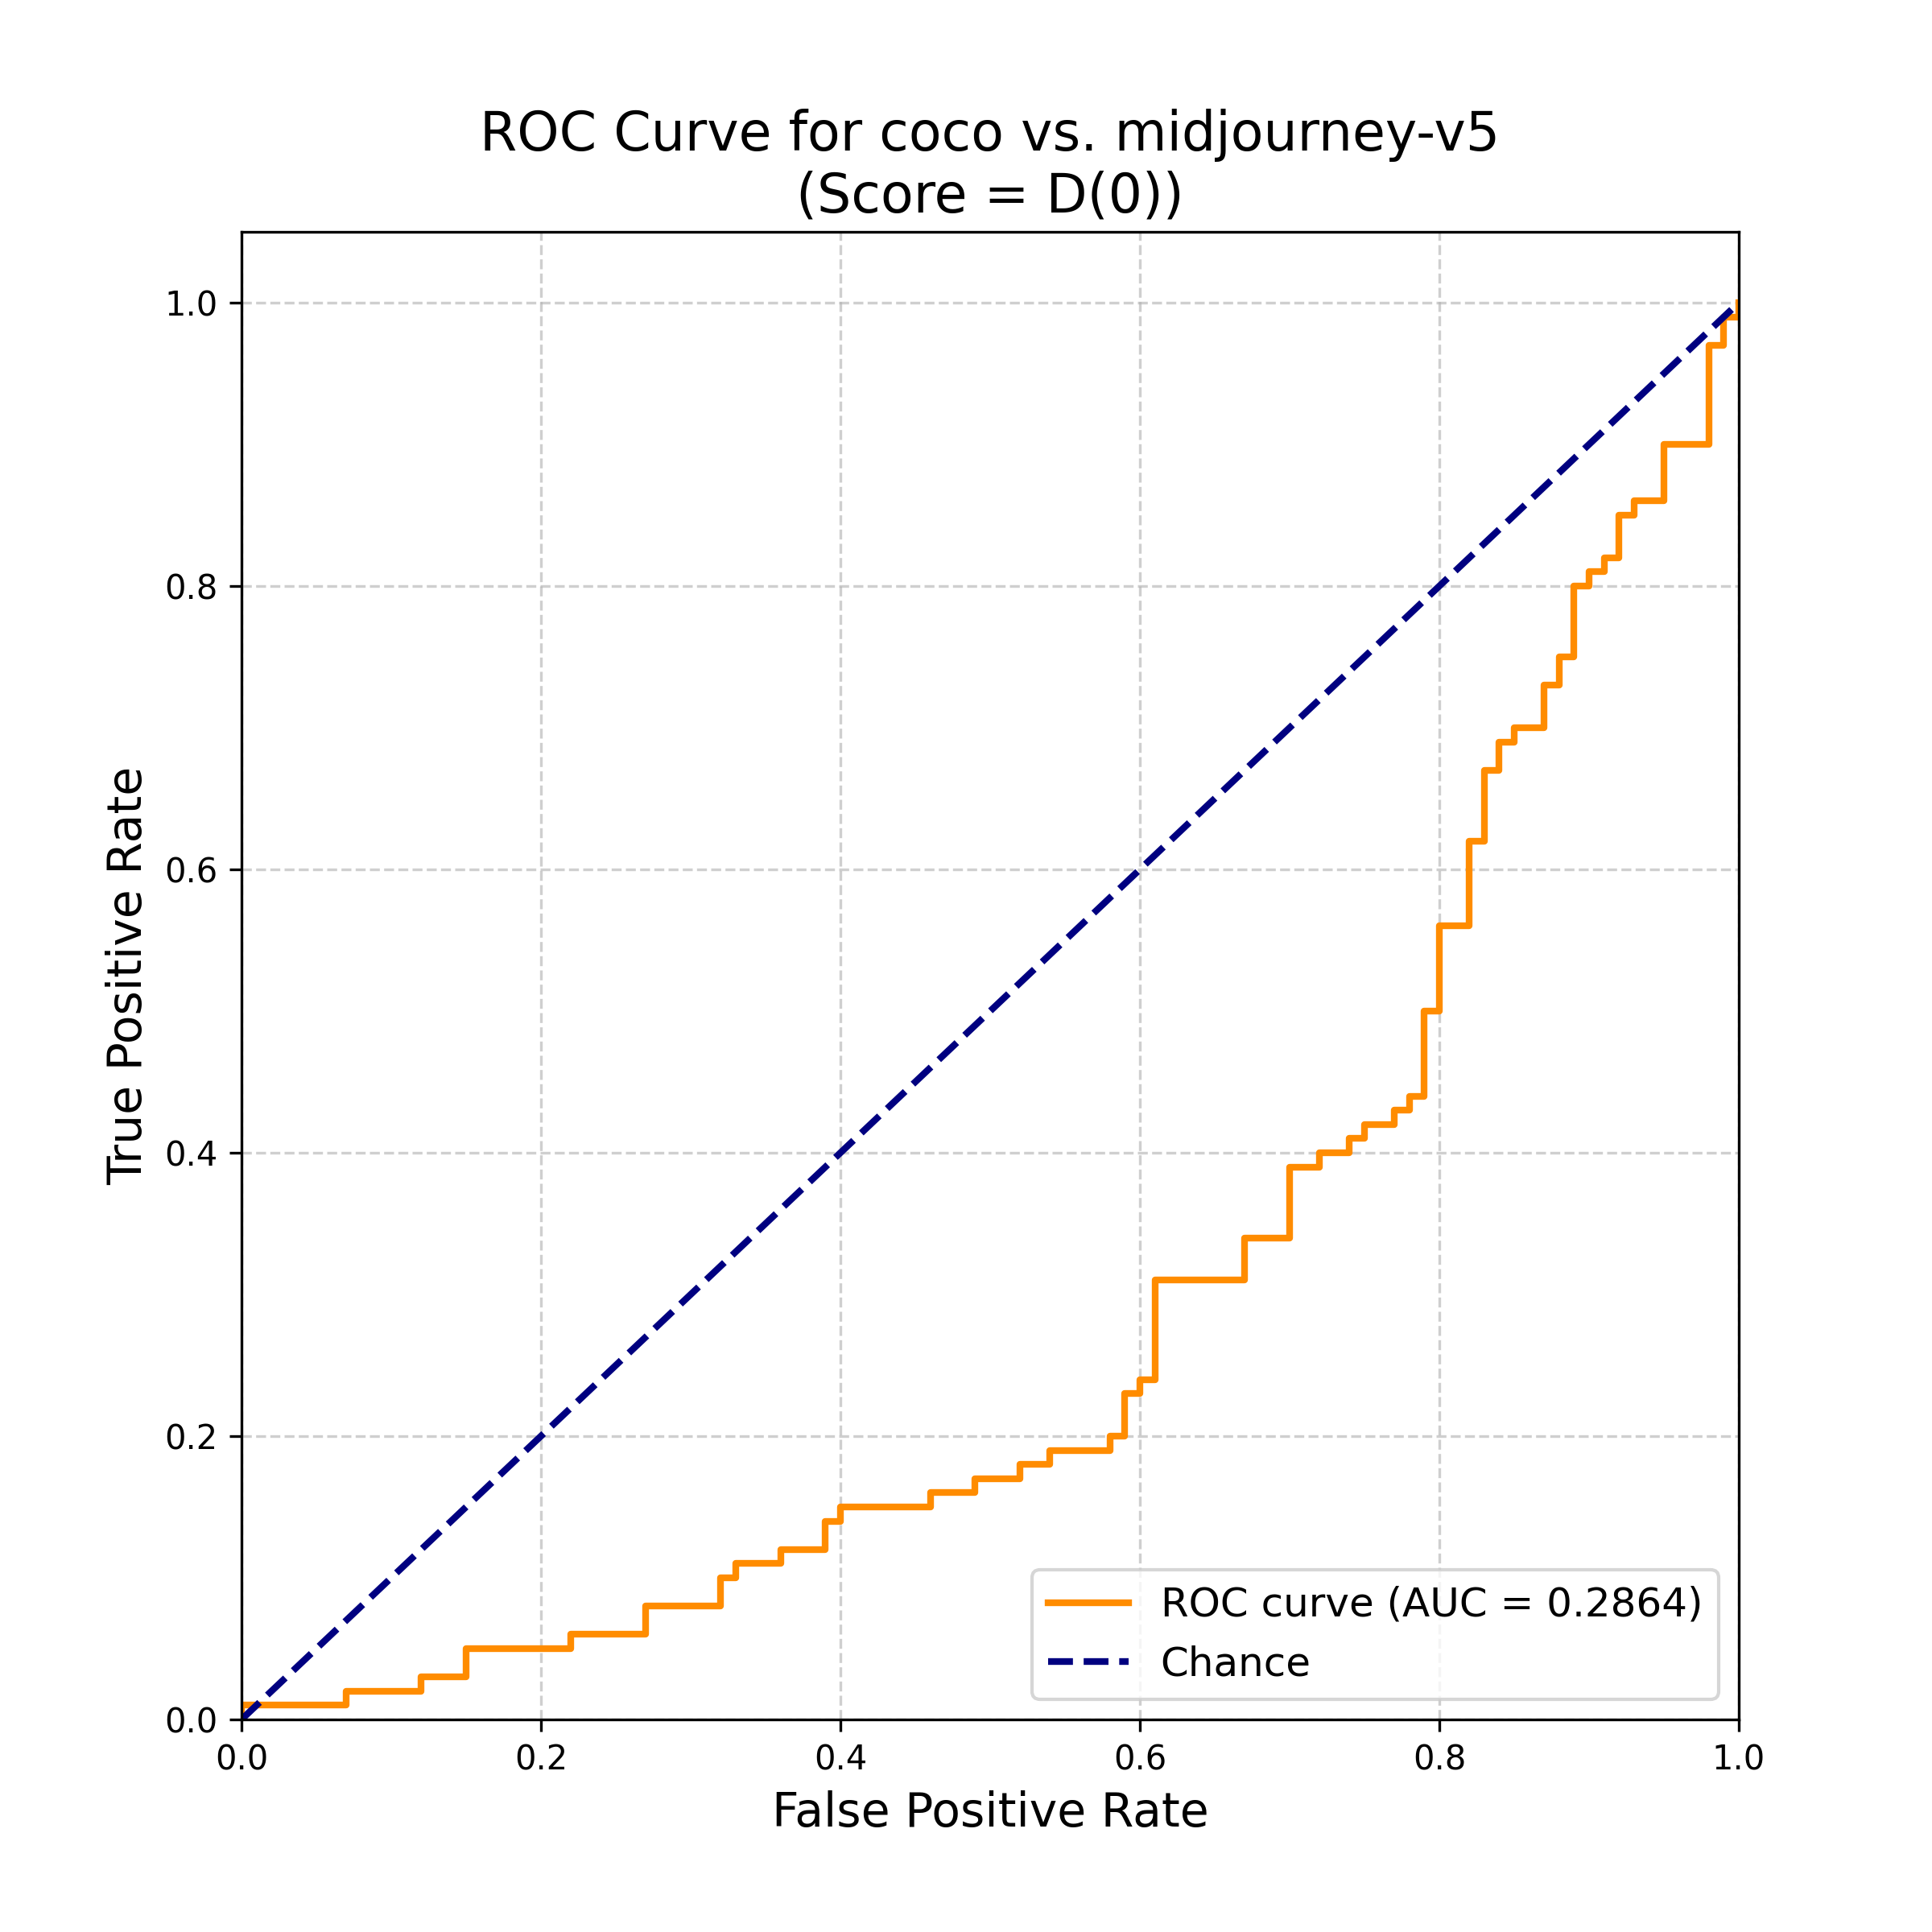 ROC Curve for coco vs. midjourney-v5
(Score = D(0))
True Positive Rate
1.0
0.8
0.6
0.4
0.2
0.0
0.0 0.2 0.4 0.6 0.8 1.0
False Positive Rate
ROC curve (AUC = 0.2864)
Chance